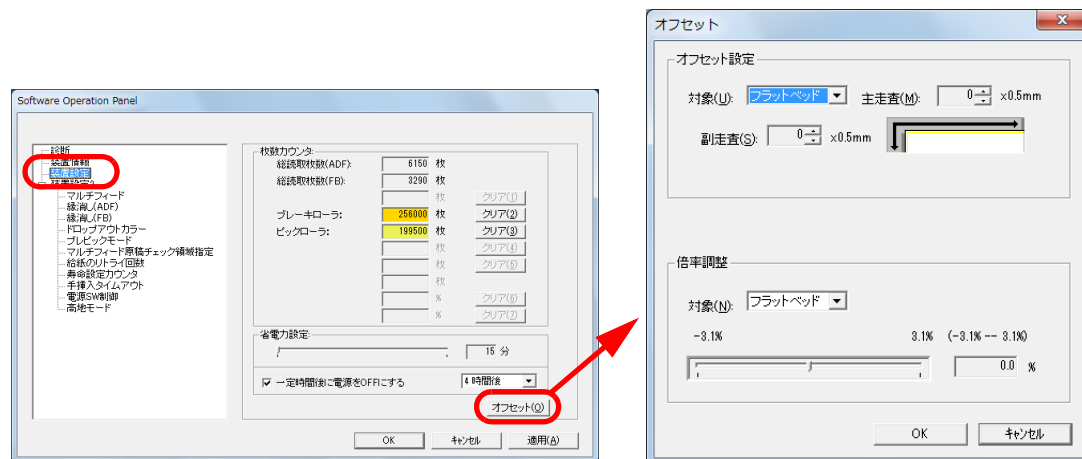 Software Operation Panel
診断
装置情報
装置設定
装置設定2
マルチフィード
縁消し(ADF)
縁消し(FB)
ドロップアウトカラー
プレピックモード
マルチフィード原稿チェック領域指定
給紙のリトライ回数
寿命設定カウンタ
手挿入タイムアウト
電源SW制御
高地モード
枚数カウンタ:
総読取枚数(ADF): 6150 枚
総読取枚数(FB): 3290 枚
枚 クリア(1)
ブレーキローラ: 256000 枚 クリア(2)
ピックローラ: 199500 枚 クリア(3)
枚 クリア(4)
枚 クリア(5)
枚
% クリア(6)
% クリア(7)
省電力設定:
15 分
一定時間後に電源をOFFにする 4 時間後
オフセット(O)
OK キャンセル 適用(A)
オフセット
オフセット設定
対象(U): フラットベッド 主走査(M): 0 ×0.5mm
副走査(S): 0 ×0.5mm
倍率調整
対象(N): フラットベッド
-3.1% 3.1% (-3.1% -- 3.1%)
0.0 %
OK キャンセル